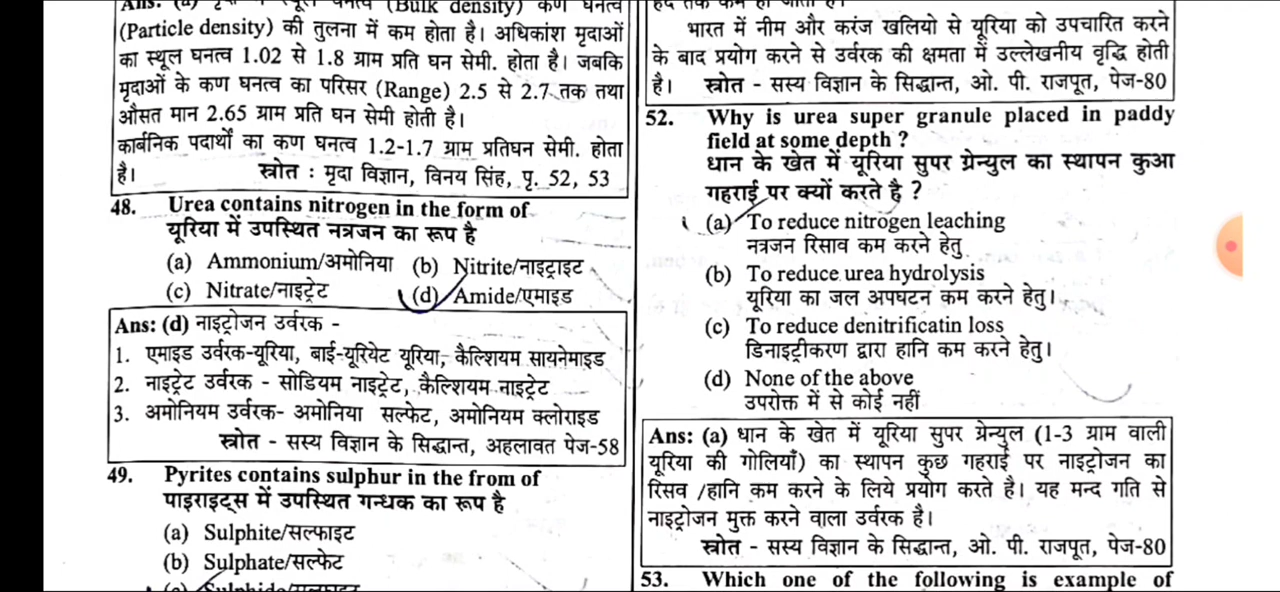 (Bulk density) कण घनत्व
(Particle density) की तुलना में कम होता है। अधिकांश मृदाओं
का स्थूल घनत्व 1.02 से 1.8 ग्राम प्रति घन सेमी. होता है। जबकि
मृदाओं के कण घनत्व का परिसर (Range) 2.5 से 2.7 तक तथा
औसत मान 2.65 ग्राम प्रति घन सेमी होती है।
कार्बनिक पदार्थों का कण घनत्व 1.2-1.7 ग्राम प्रतिघन सेमी. होता
है। स्त्रोत : मृदा विज्ञान, विनय सिंह, पृ. 52, 53
48. Urea contains nitrogen in the form of
यूरिया में उपस्थित नत्रजन का रूप है
(a) Ammonium/अमोनिया (b) Nitrite/नाइट्राइट
(c) Nitrate/नाइट्रेट (d) Amide/एमाइड
Ans: (d) नाइट्रोजन उर्वरक -
1. एमाइड उर्वरक-यूरिया, बाई-यूरियेट यूरिया, कैल्शियम सायनेमाइड
2. नाइट्रेट उर्वरक - सोडियम नाइट्रेट, कैल्शियम नाइट्रेट
3. अमोनियम उर्वरक- अमोनिया सल्फेट, अमोनियम क्लोराइड
स्त्रोत - सस्य विज्ञान के सिद्धान्त, अहलावत पेज-58
49. Pyrites contains sulphur in the from of
पाइराइट्स में उपस्थित गन्धक का रूप है
(a) Sulphite/सल्फाइट
(b) Sulphate/सल्फेट
(c) Sulphide/सल्फाइट
भारत में नीम और करंज खलियो से यूरिया को उपचारित करने
के बाद प्रयोग करने से उर्वरक की क्षमता में उल्लेखनीय वृद्धि होती
है। स्त्रोत - सस्य विज्ञान के सिद्धान्त, ओ. पी. राजपूत, पेज-80
52. Why is urea super granule placed in paddy
field at some depth ?
धान के खेत में यूरिया सुपर ग्रेन्युल का स्थापन कुआ
गहराई पर क्यों करते है ?
(a) To reduce nitrogen leaching
नत्रजन रिसाव कम करने हेतु
(b) To reduce urea hydrolysis
यूरिया का जल अपघटन कम करने हेतु।
(c) To reduce denitrificatin loss
डिनाइट्रीकरण द्वारा हानि कम करने हेतु।
(d) None of the above
उपरोक्त में से कोई नहीं
Ans: (a) धान के खेत में यूरिया सुपर ग्रेन्युल (1-3 ग्राम वाली
यूरिया की गोलियाँ) का स्थापन कुछ गहराई पर नाइट्रोजन का
रिसव /हानि कम करने के लिये प्रयोग करते है। यह मन्द गति से
नाइट्रोजन मुक्त करने वाला उर्वरक है।
स्त्रोत - सस्य विज्ञान के सिद्धान्त, ओ. पी. राजपूत, पेज-80
53. Which one of the following is example of